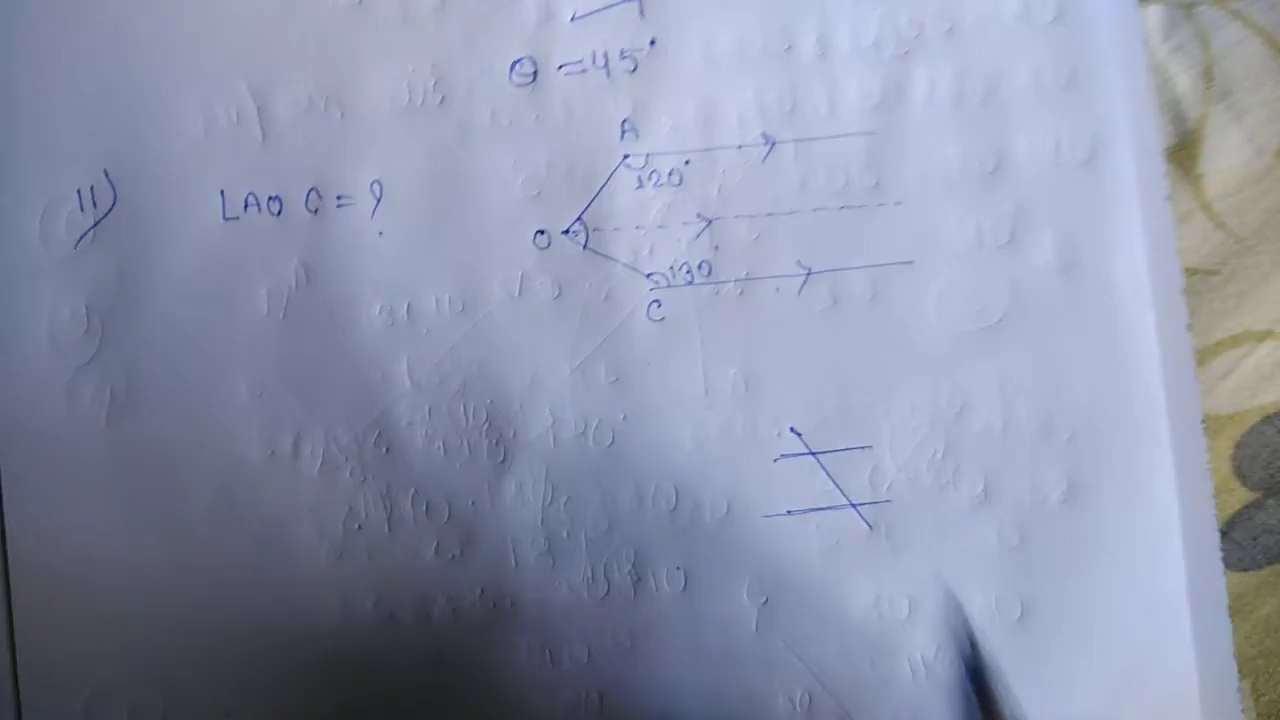 θ = 45°
11) ∠AOC = ?
A
120°
O
130
C